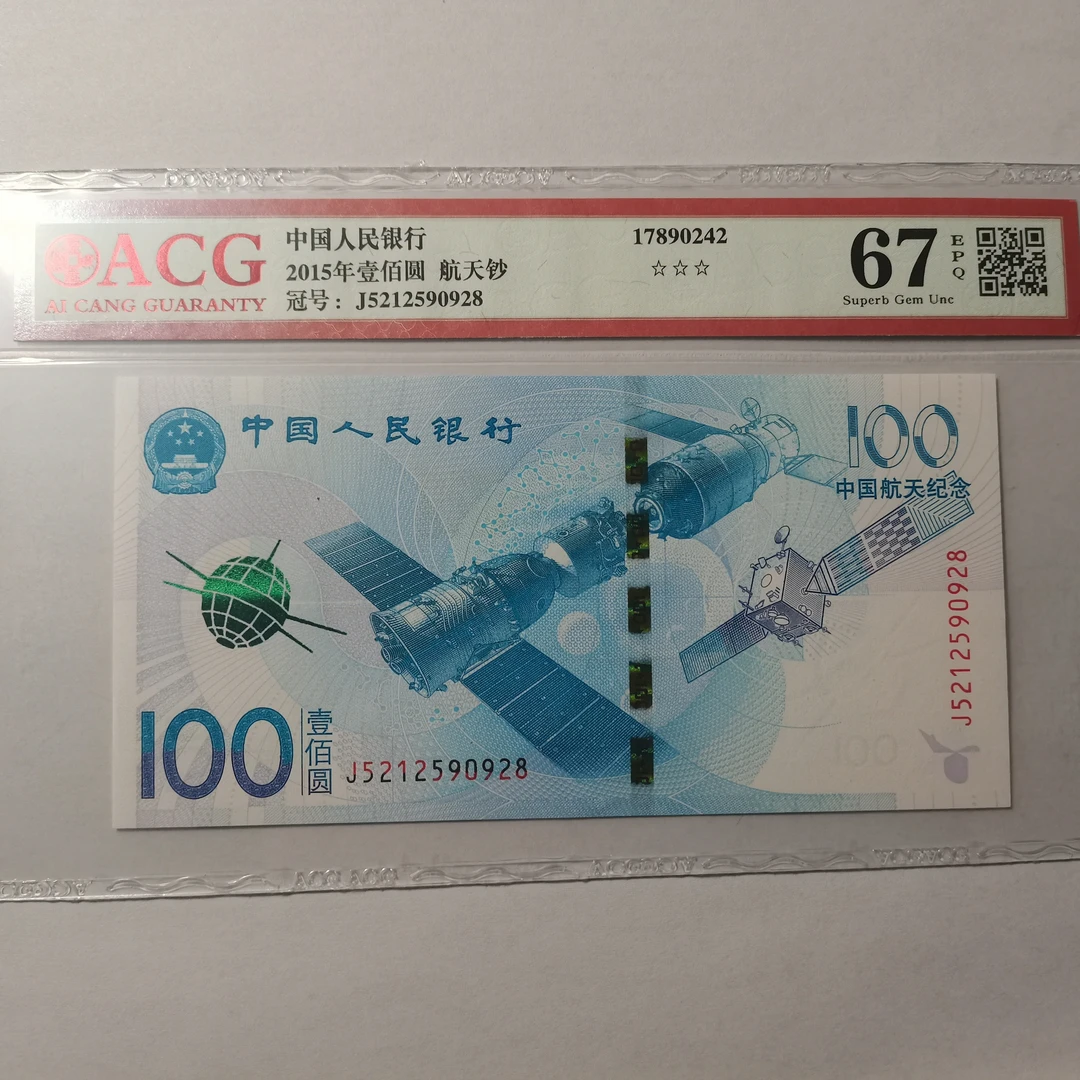 ACG
AI CANG GUARANTY
中国人民银行
2015年壹佰圆 航天钞
冠号: J5212590928
17890242
☆☆☆
67
EPQ
Superb Gem Unc
中国人民银行
100
中国航天纪念
J5212590928
100
壹佰圆
J5212590928
ACG ACG